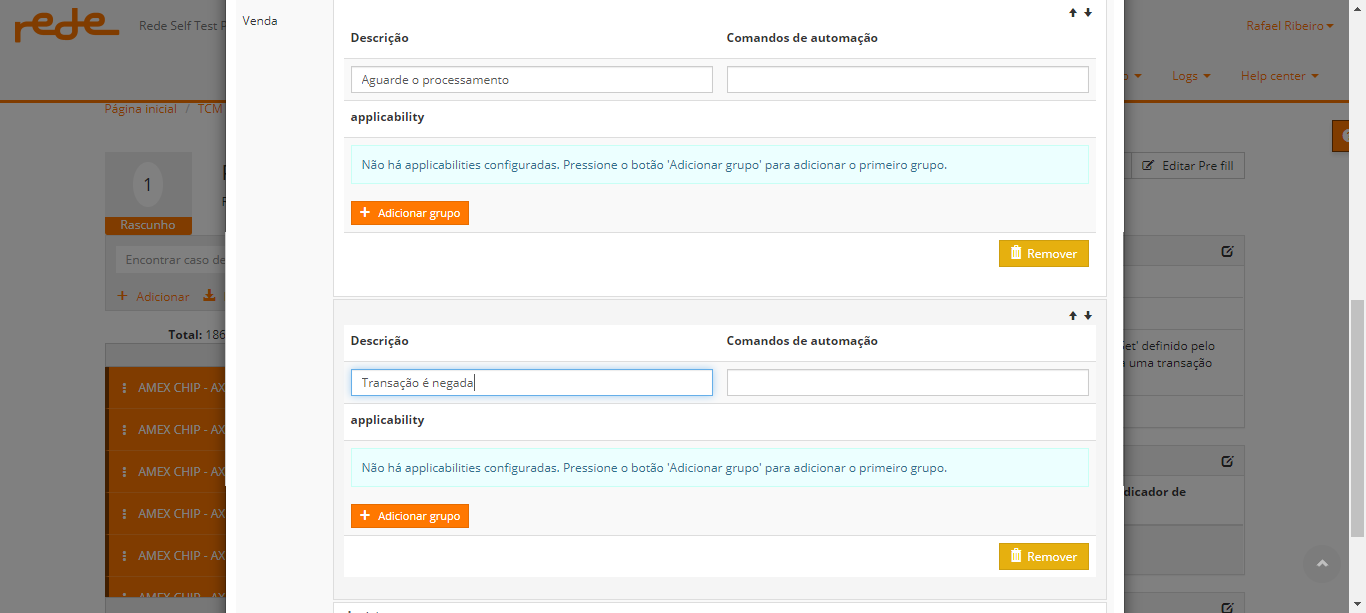 rede
Rede Self Test
Rafael Ribeiro
Logs
Help center
Página inicial / TCM
1
Rascunho
Encontrar caso de
Adicionar
Total: 186
AMEX CHIP - AX
AMEX CHIP - AX
AMEX CHIP - AX
AMEX CHIP - AX
AMEX CHIP - AX
AMEX CHIP - AX
Venda
Descrição
Comandos de automação
Aguarde o processamento
applicability
Não há applicabilities configuradas. Pressione o botão 'Adicionar grupo' para adicionar o primeiro grupo.
Adicionar grupo
Remover
Descrição
Comandos de automação
Transação é negada
applicability
Não há applicabilities configuradas. Pressione o botão 'Adicionar grupo' para adicionar o primeiro grupo.
Adicionar grupo
Remover
Editar Pre fill
Set' definido pelo
uma transação
dicador de